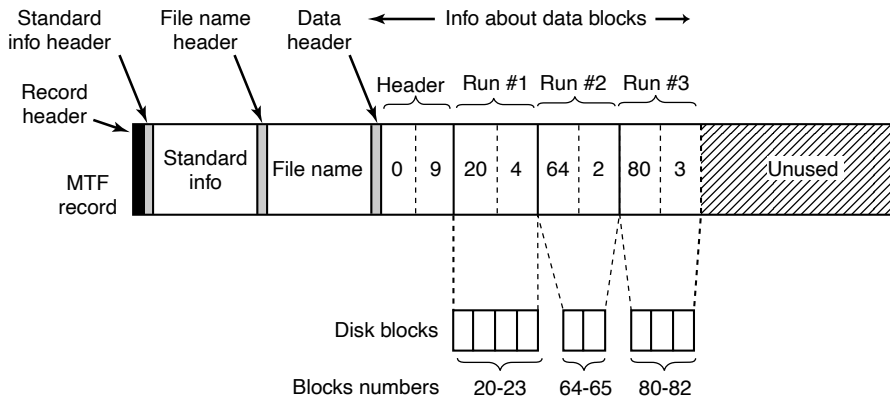 Standard
info header
File name
header
Data
header
Info about data blocks
Record
header
Header
Run #1
Run #2
Run #3
MTF
record
Standard
info
File name
0
9
20
4
64
2
80
3
Unused
Disk blocks
Blocks numbers
20-23
64-65
80-82